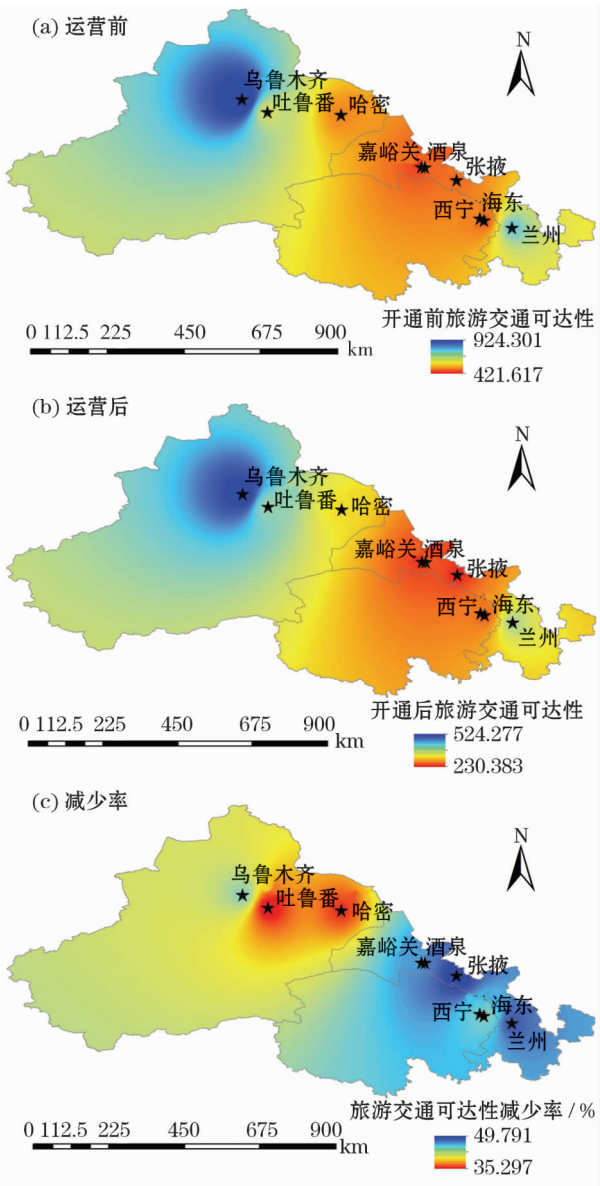 (a) 运营前
N
乌鲁木齐
吐鲁番
哈密
嘉峪关 酒泉
张掖
西宁 海东
兰州
开通前旅游交通可达性
0 112.5 225 450 675 900 km
924.301
421.617
(b) 运营后
N
乌鲁木齐
吐鲁番
哈密
嘉峪关 酒泉
张掖
西宁 海东
兰州
开通后旅游交通可达性
0 112.5 225 450 675 900 km
524.277
230.383
(c) 减少率
N
乌鲁木齐
吐鲁番
哈密
嘉峪关 酒泉
张掖
西宁 海东
兰州
旅游交通可达性减少率 / %
0 112.5 225 450 675 900 km
49.791
35.297